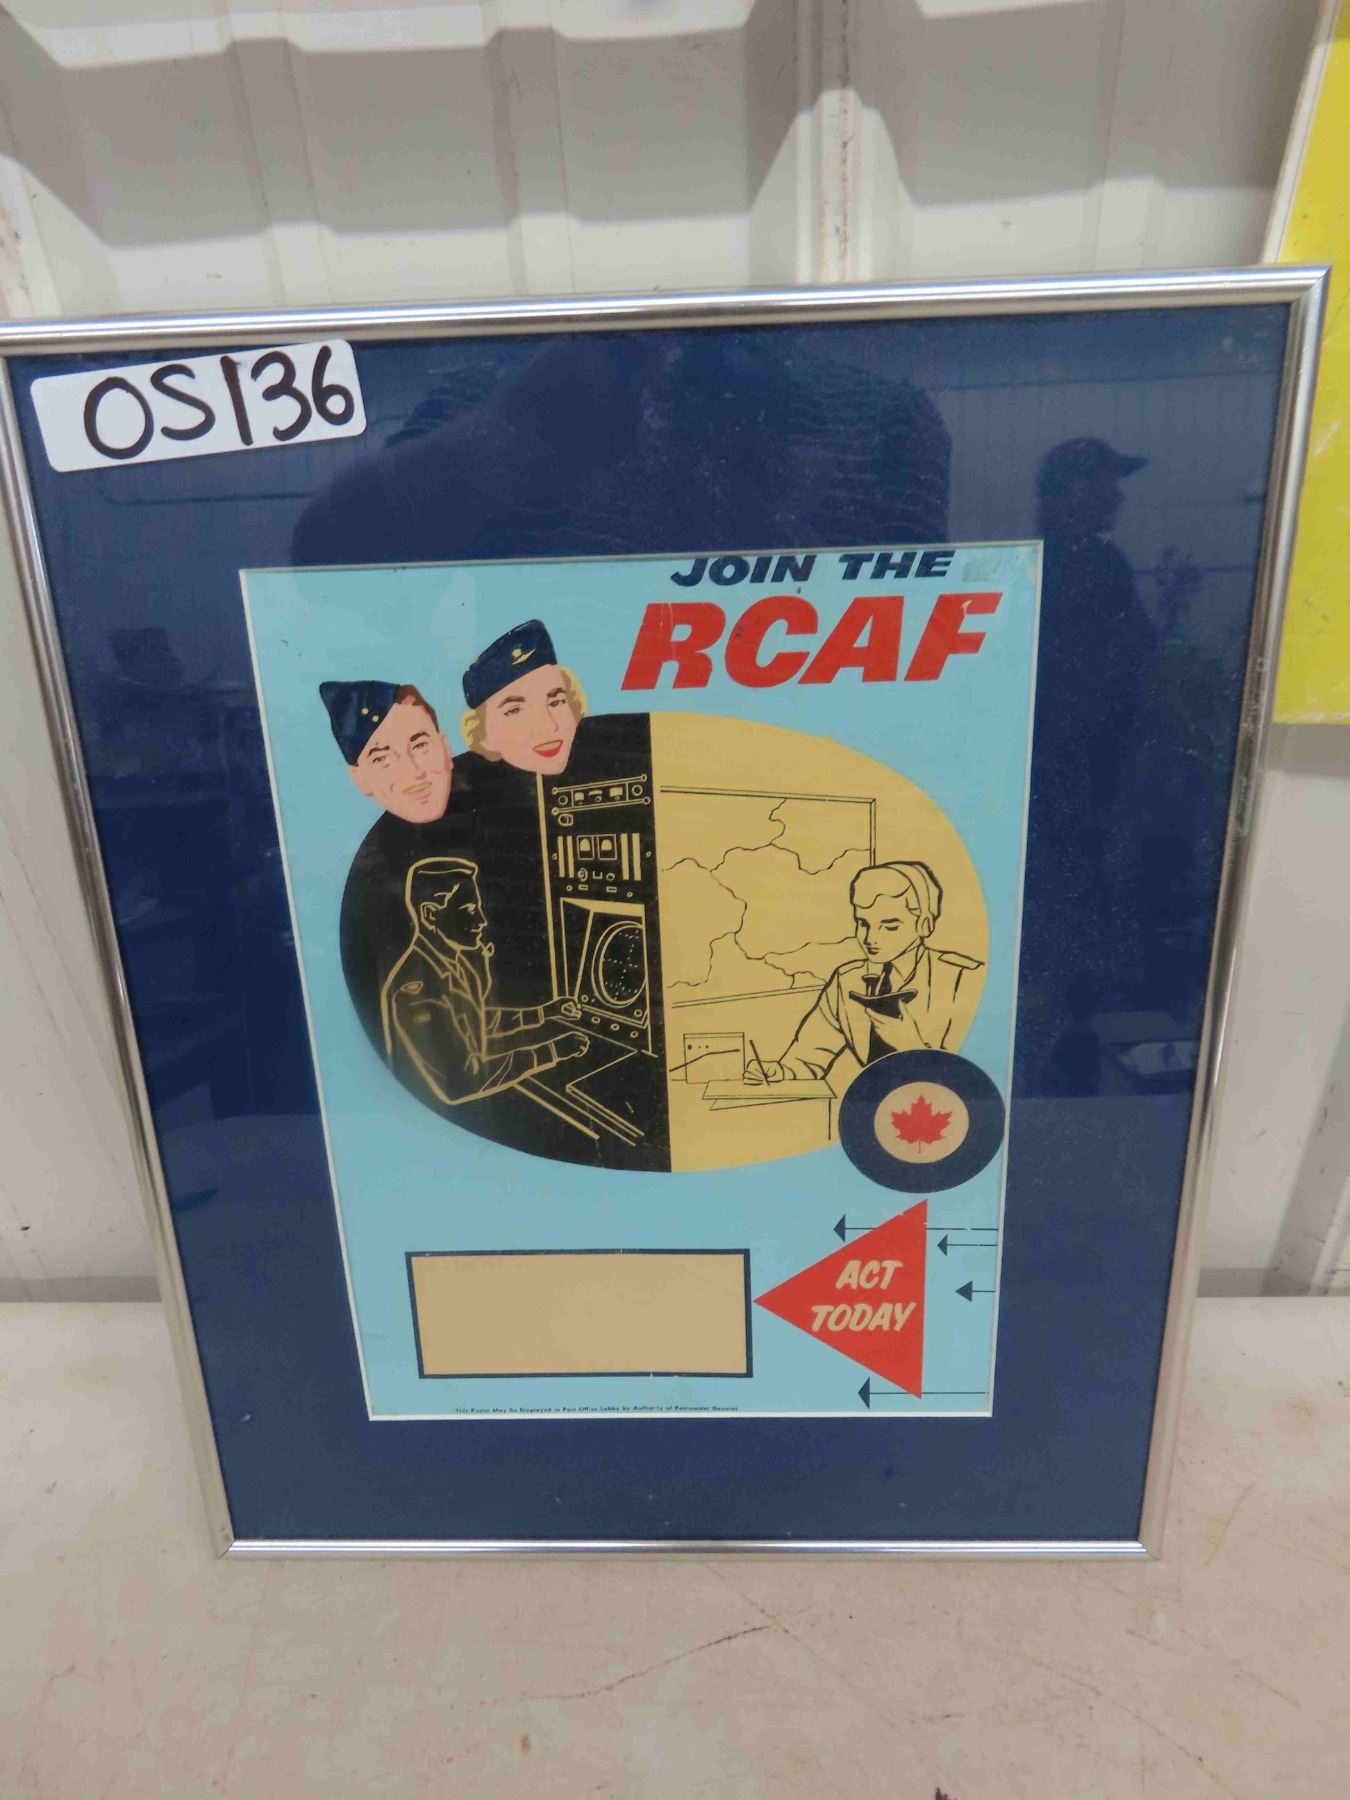 OS136
JOIN THE
RCAF
ACT
TODAY
This Poster May Be Displayed in Post Office Lobby by Authority of Postmaster General